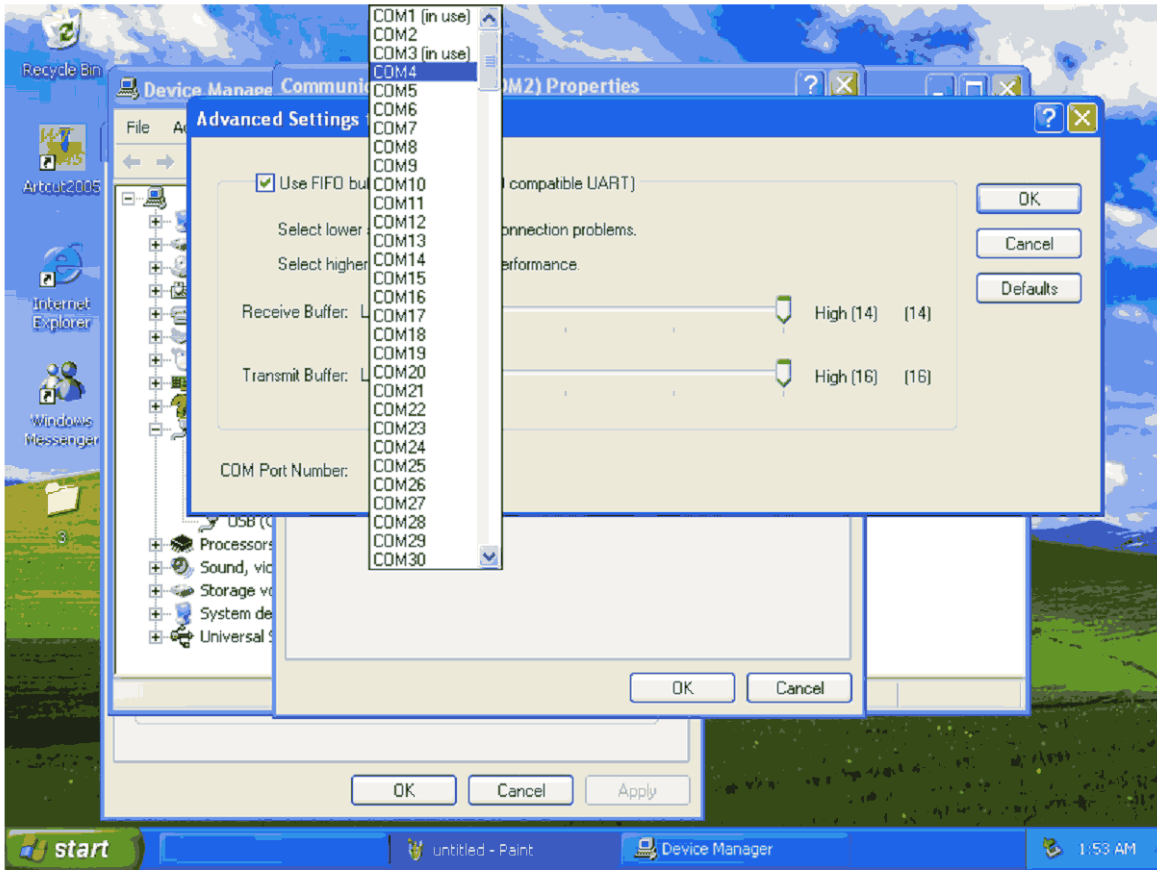 Recycle Bin
Artcut2005
Internet
Explorer
Windows
Messenger
3
Device Manage
File
Communic
OM2) Properties
Advanced Settings
Use FIFO bu
compatible UART)
Select lower
onnection problems.
Select higher
erformance.
Receive Buffer: L
High (14) (14)
Transmit Buffer: L
High (16) (16)
COM Port Number:
OK
Cancel
Defaults
COM1 (in use)
COM2
COM3 (in use)
COM4
COM5
COM6
COM7
COM8
COM9
COM10
COM11
COM12
COM13
COM14
COM15
COM16
COM17
COM18
COM19
COM20
COM21
COM22
COM23
COM24
COM25
COM26
COM27
COM28
COM29
COM30
USB (C
Processors
Sound, vid
Storage vo
System de
Universal S
OK Cancel
OK Cancel Apply
start
untitled - Paint
Device Manager
1:53 AM